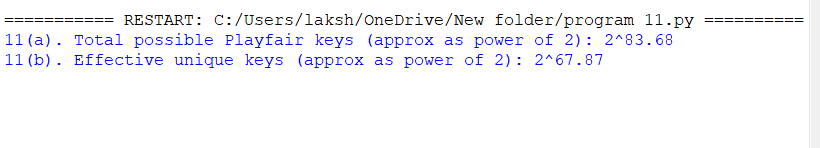 =========== RESTART: C:/Users/laksh/OneDrive/New folder/program 11.py ==========
11(a). Total possible Playfair keys (approx as power of 2): 2^83.68
11(b). Effective unique keys (approx as power of 2): 2^67.87